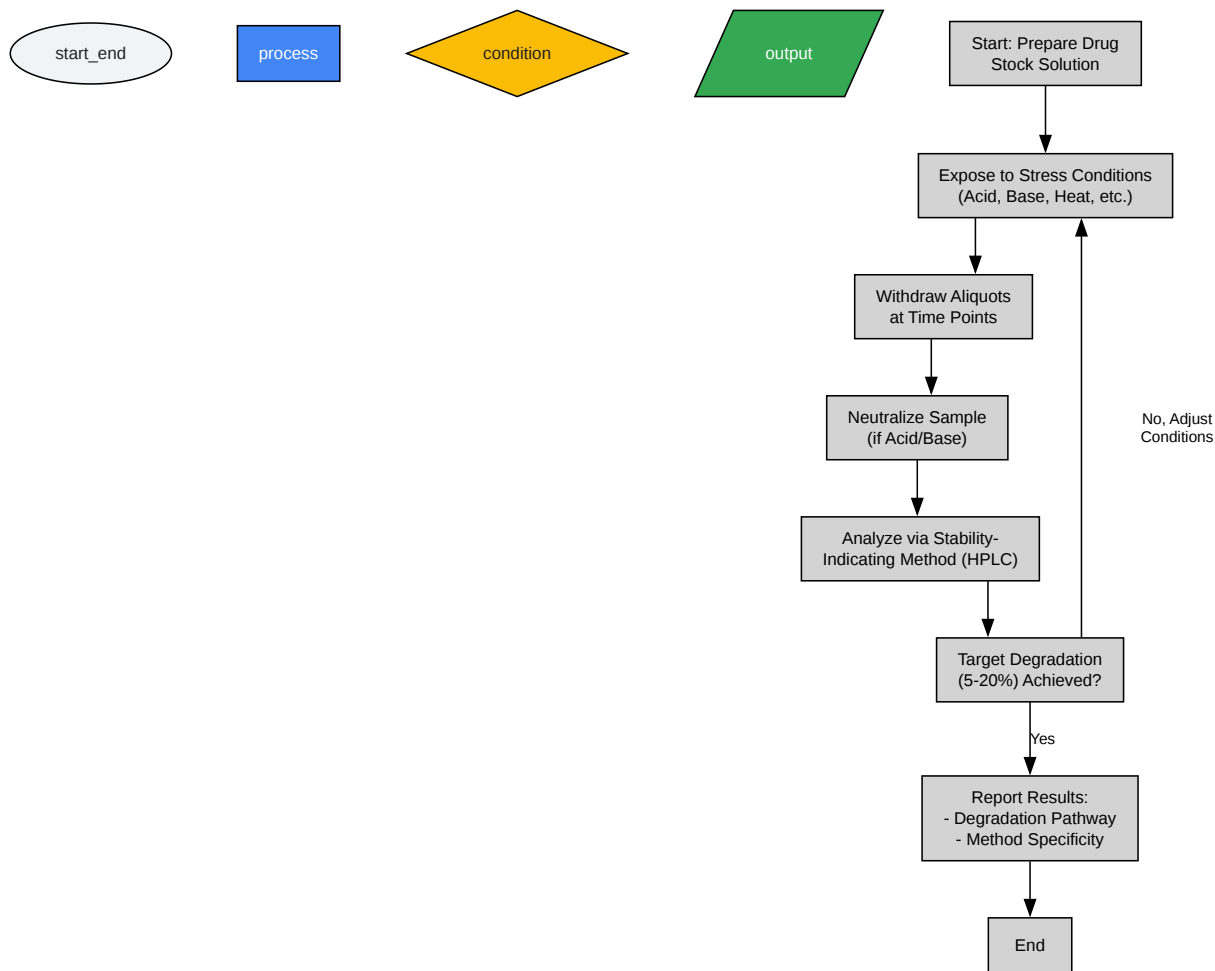 start_end
process
condition
output
Start: Prepare Drug
Stock Solution
Expose to Stress Conditions
(Acid, Base, Heat, etc.)
Withdraw Aliquots
at Time Points
Neutralize Sample
(if Acid/Base)
No, Adjust
Conditions
Analyze via Stability-
Indicating Method (HPLC)
Target Degradation
(5-20%) Achieved?
Yes
Report Results:
- Degradation Pathway
- Method Specificity
End